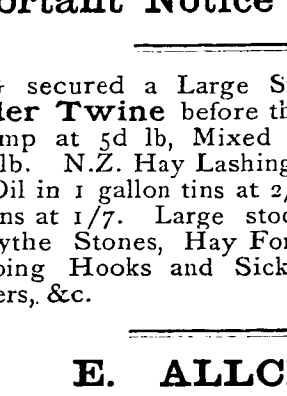 ortant Notice
secured a Large S
der Twine before th
mp at 5d lb, Mixed
lb. N.Z. Hay Lashing
Oil in 1 gallon tins at 2/
ns at 1/7. Large stoc
ythe Stones, Hay For
ping Hooks and Sick
ers,. &c.
E. ALLC